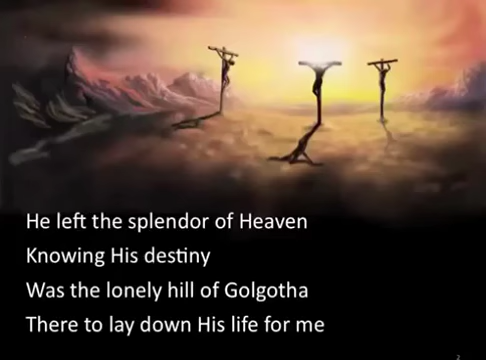 He left the splendor of Heaven
Knowing His destiny
Was the lonely hill of Golgotha
There to lay down His life for me
2